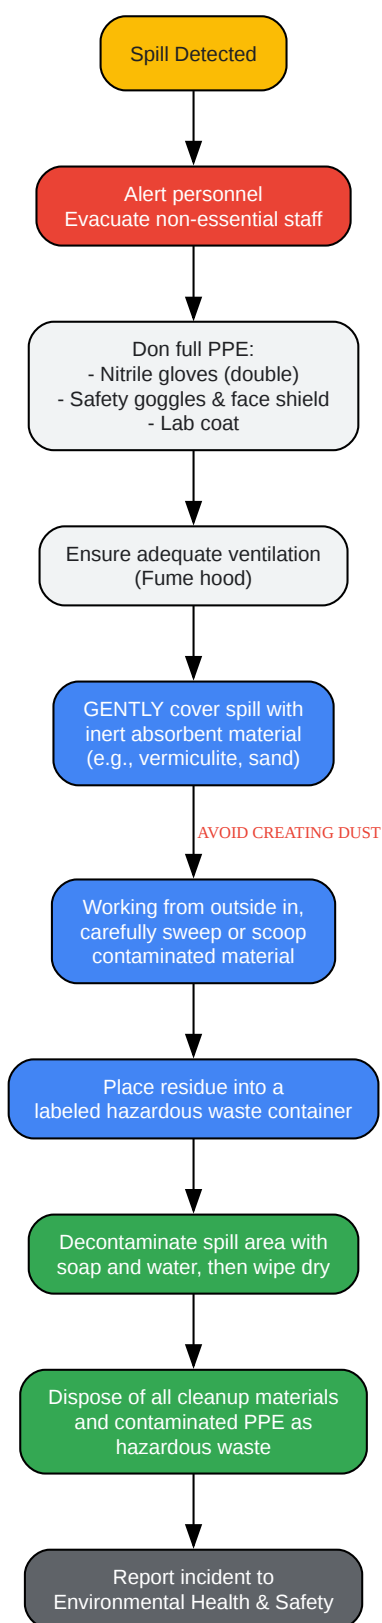 Spill Detected
Alert personnel
Evacuate non-essential staff
Don full PPE:
- Nitrile gloves (double)
- Safety goggles & face shield
- Lab coat
Ensure adequate ventilation
(Fume hood)
GENTLY cover spill with
inert absorbent material
(e.g., vermiculite, sand)
AVOID CREATING DUST
Working from outside in,
carefully sweep or scoop
contaminated material
Place residue into a
labeled hazardous waste container
Decontaminate spill area with
soap and water, then wipe dry
Dispose of all cleanup materials
and contaminated PPE as
hazardous waste
Report incident to
Environmental Health & Safety